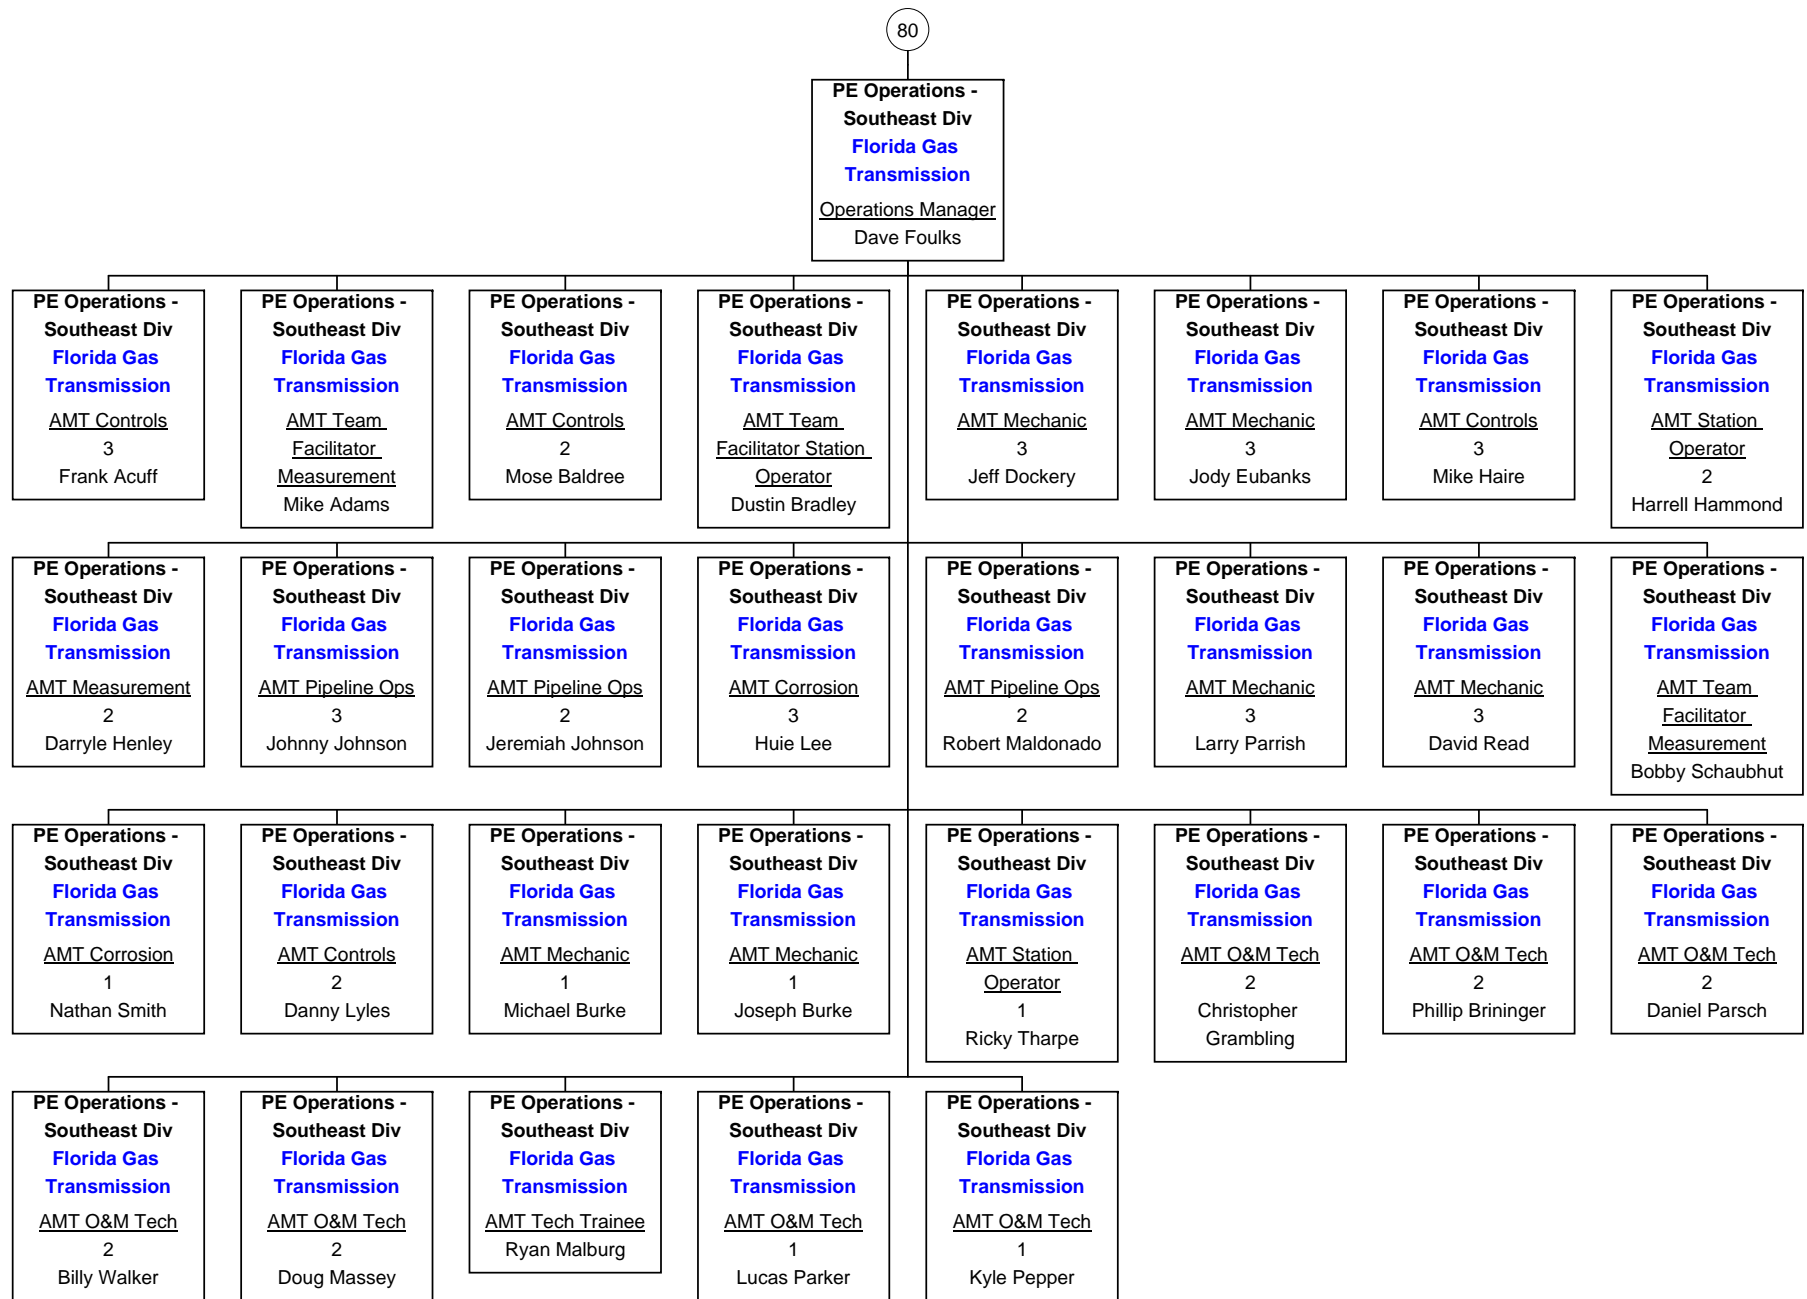 80
PE Operations -
Southeast Div
Florida Gas
Transmission
Operations Manager
Dave Foulks
PE Operations -
Southeast Div
Florida Gas
Transmission
AMT Controls
3
Frank Acuff
PE Operations -
Southeast Div
Florida Gas
Transmission
AMT Team
Facilitator
Measurement
Mike Adams
PE Operations -
Southeast Div
Florida Gas
Transmission
AMT Controls
2
Mose Baldree
PE Operations -
Southeast Div
Florida Gas
Transmission
AMT Team
Facilitator Station
Operator
Dustin Bradley
PE Operations -
Southeast Div
Florida Gas
Transmission
AMT Mechanic
3
Jeff Dockery
PE Operations -
Southeast Div
Florida Gas
Transmission
AMT Mechanic
3
Jody Eubanks
PE Operations -
Southeast Div
Florida Gas
Transmission
AMT Controls
3
Mike Haire
PE Operations -
Southeast Div
Florida Gas
Transmission
AMT Station
Operator
2
Harrell Hammond
PE Operations -
Southeast Div
Florida Gas
Transmission
AMT Measurement
2
Darryle Henley
PE Operations -
Southeast Div
Florida Gas
Transmission
AMT Pipeline Ops
3
Johnny Johnson
PE Operations -
Southeast Div
Florida Gas
Transmission
AMT Pipeline Ops
2
Jeremiah Johnson
PE Operations -
Southeast Div
Florida Gas
Transmission
AMT Corrosion
3
Huie Lee
PE Operations -
Southeast Div
Florida Gas
Transmission
AMT Pipeline Ops
2
Robert Maldonado
PE Operations -
Southeast Div
Florida Gas
Transmission
AMT Mechanic
3
Larry Parrish
PE Operations -
Southeast Div
Florida Gas
Transmission
AMT Mechanic
3
David Read
PE Operations -
Southeast Div
Florida Gas
Transmission
AMT Team
Facilitator
Measurement
Bobby Schaubhut
PE Operations -
Southeast Div
Florida Gas
Transmission
AMT Corrosion
1
Nathan Smith
PE Operations -
Southeast Div
Florida Gas
Transmission
AMT Controls
2
Danny Lyles
PE Operations -
Southeast Div
Florida Gas
Transmission
AMT Mechanic
1
Michael Burke
PE Operations -
Southeast Div
Florida Gas
Transmission
AMT Mechanic
1
Joseph Burke
PE Operations -
Southeast Div
Florida Gas
Transmission
AMT Station
Operator
1
Ricky Tharpe
PE Operations -
Southeast Div
Florida Gas
Transmission
AMT O&M Tech
2
Christopher
Grambling
PE Operations -
Southeast Div
Florida Gas
Transmission
AMT O&M Tech
2
Phillip Brininger
PE Operations -
Southeast Div
Florida Gas
Transmission
AMT O&M Tech
2
Daniel Parsch
PE Operations -
Southeast Div
Florida Gas
Transmission
AMT O&M Tech
2
Billy Walker
PE Operations -
Southeast Div
Florida Gas
Transmission
AMT O&M Tech
2
Doug Massey
PE Operations -
Southeast Div
Florida Gas
Transmission
AMT Tech Trainee
Ryan Malburg
PE Operations -
Southeast Div
Florida Gas
Transmission
AMT O&M Tech
1
Lucas Parker
PE Operations -
Southeast Div
Florida Gas
Transmission
AMT O&M Tech
1
Kyle Pepper